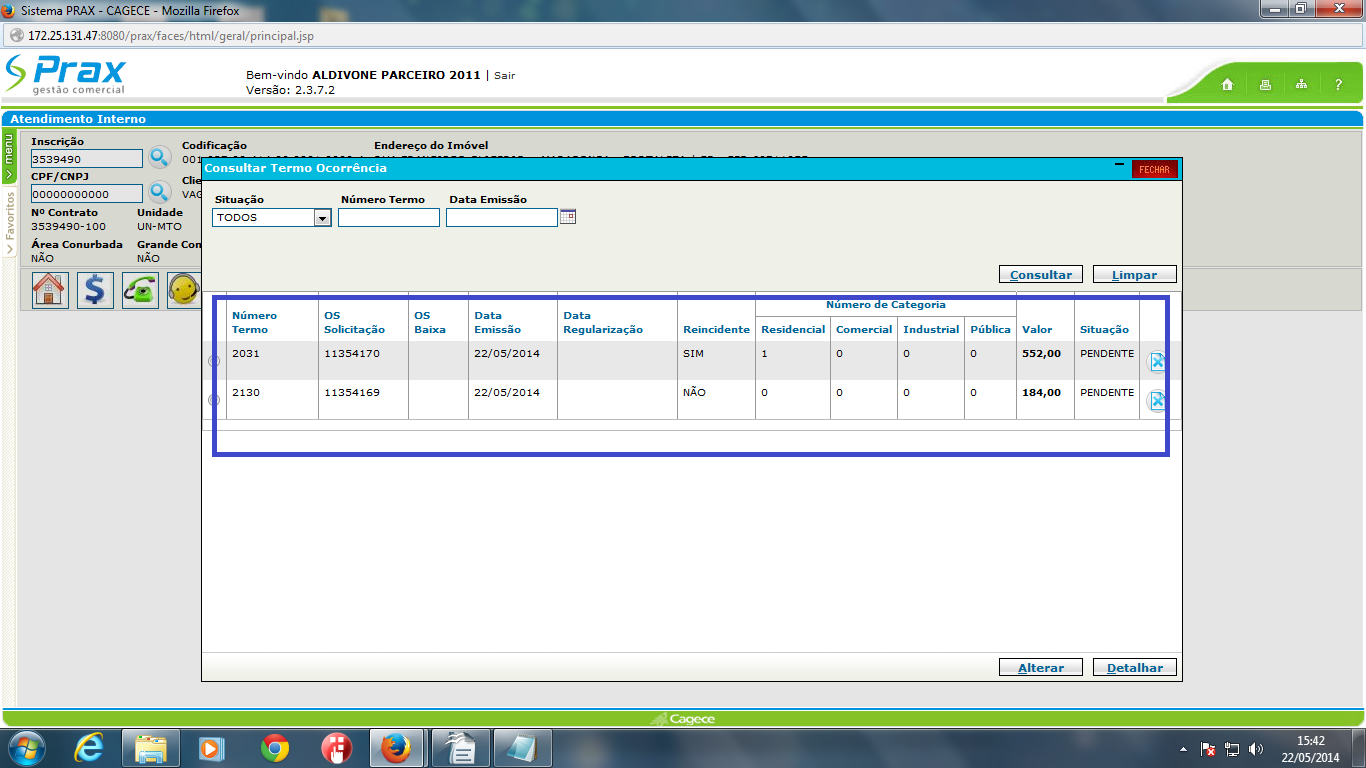 Sistema PRAX - CAGECE - Mozilla Firefox
172.25.131.47:8080/prax/faces/html/geral/principal.jsp
Prax
gestão comercial
Bem-vindo ALDIVONE PARCEIRO 2011 | Sair
Versão: 2.3.7.2
?
Atendimento Interno
menu
Favoritos
Inscrição
Codificação
Endereço do Imóvel
3539490
CPF/CNPJ
00000000000
Nº Contrato
Unidade
3539490-100
UN-MTO
Área Conurbada
NÃO
NÃO
Consultar Termo Ocorrência
FECHAR
Situação
Número Termo
Data Emissão
TODOS
Consultar
Limpar
Número Termo
OS Solicitação
OS Baixa
Data Emissão
Data Regularização
Reincidente
Número de Categoria
Residencial
Comercial
Industrial
Pública
Valor
Situação
2031 11354170 22/05/2014 SIM 1 0 0 0 552,00 PENDENTE
2130 11354169 22/05/2014 NÃO 0 0 0 0 184,00 PENDENTE
Alterar
Detalhar
Cagece
15:42
22/05/2014